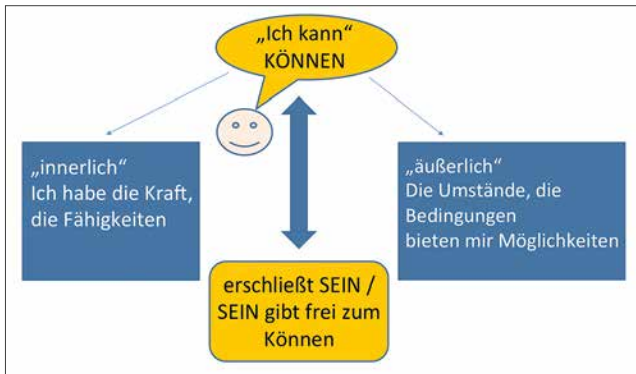 „Ich kann“
KÖNNEN
„innerlich“
Ich habe die Kraft,
die Fähigkeiten
„äußerlich“
Die Umstände, die
Bedingungen
bieten mir Möglichkeiten
erschließt SEIN /
SEIN gibt frei zum
Können